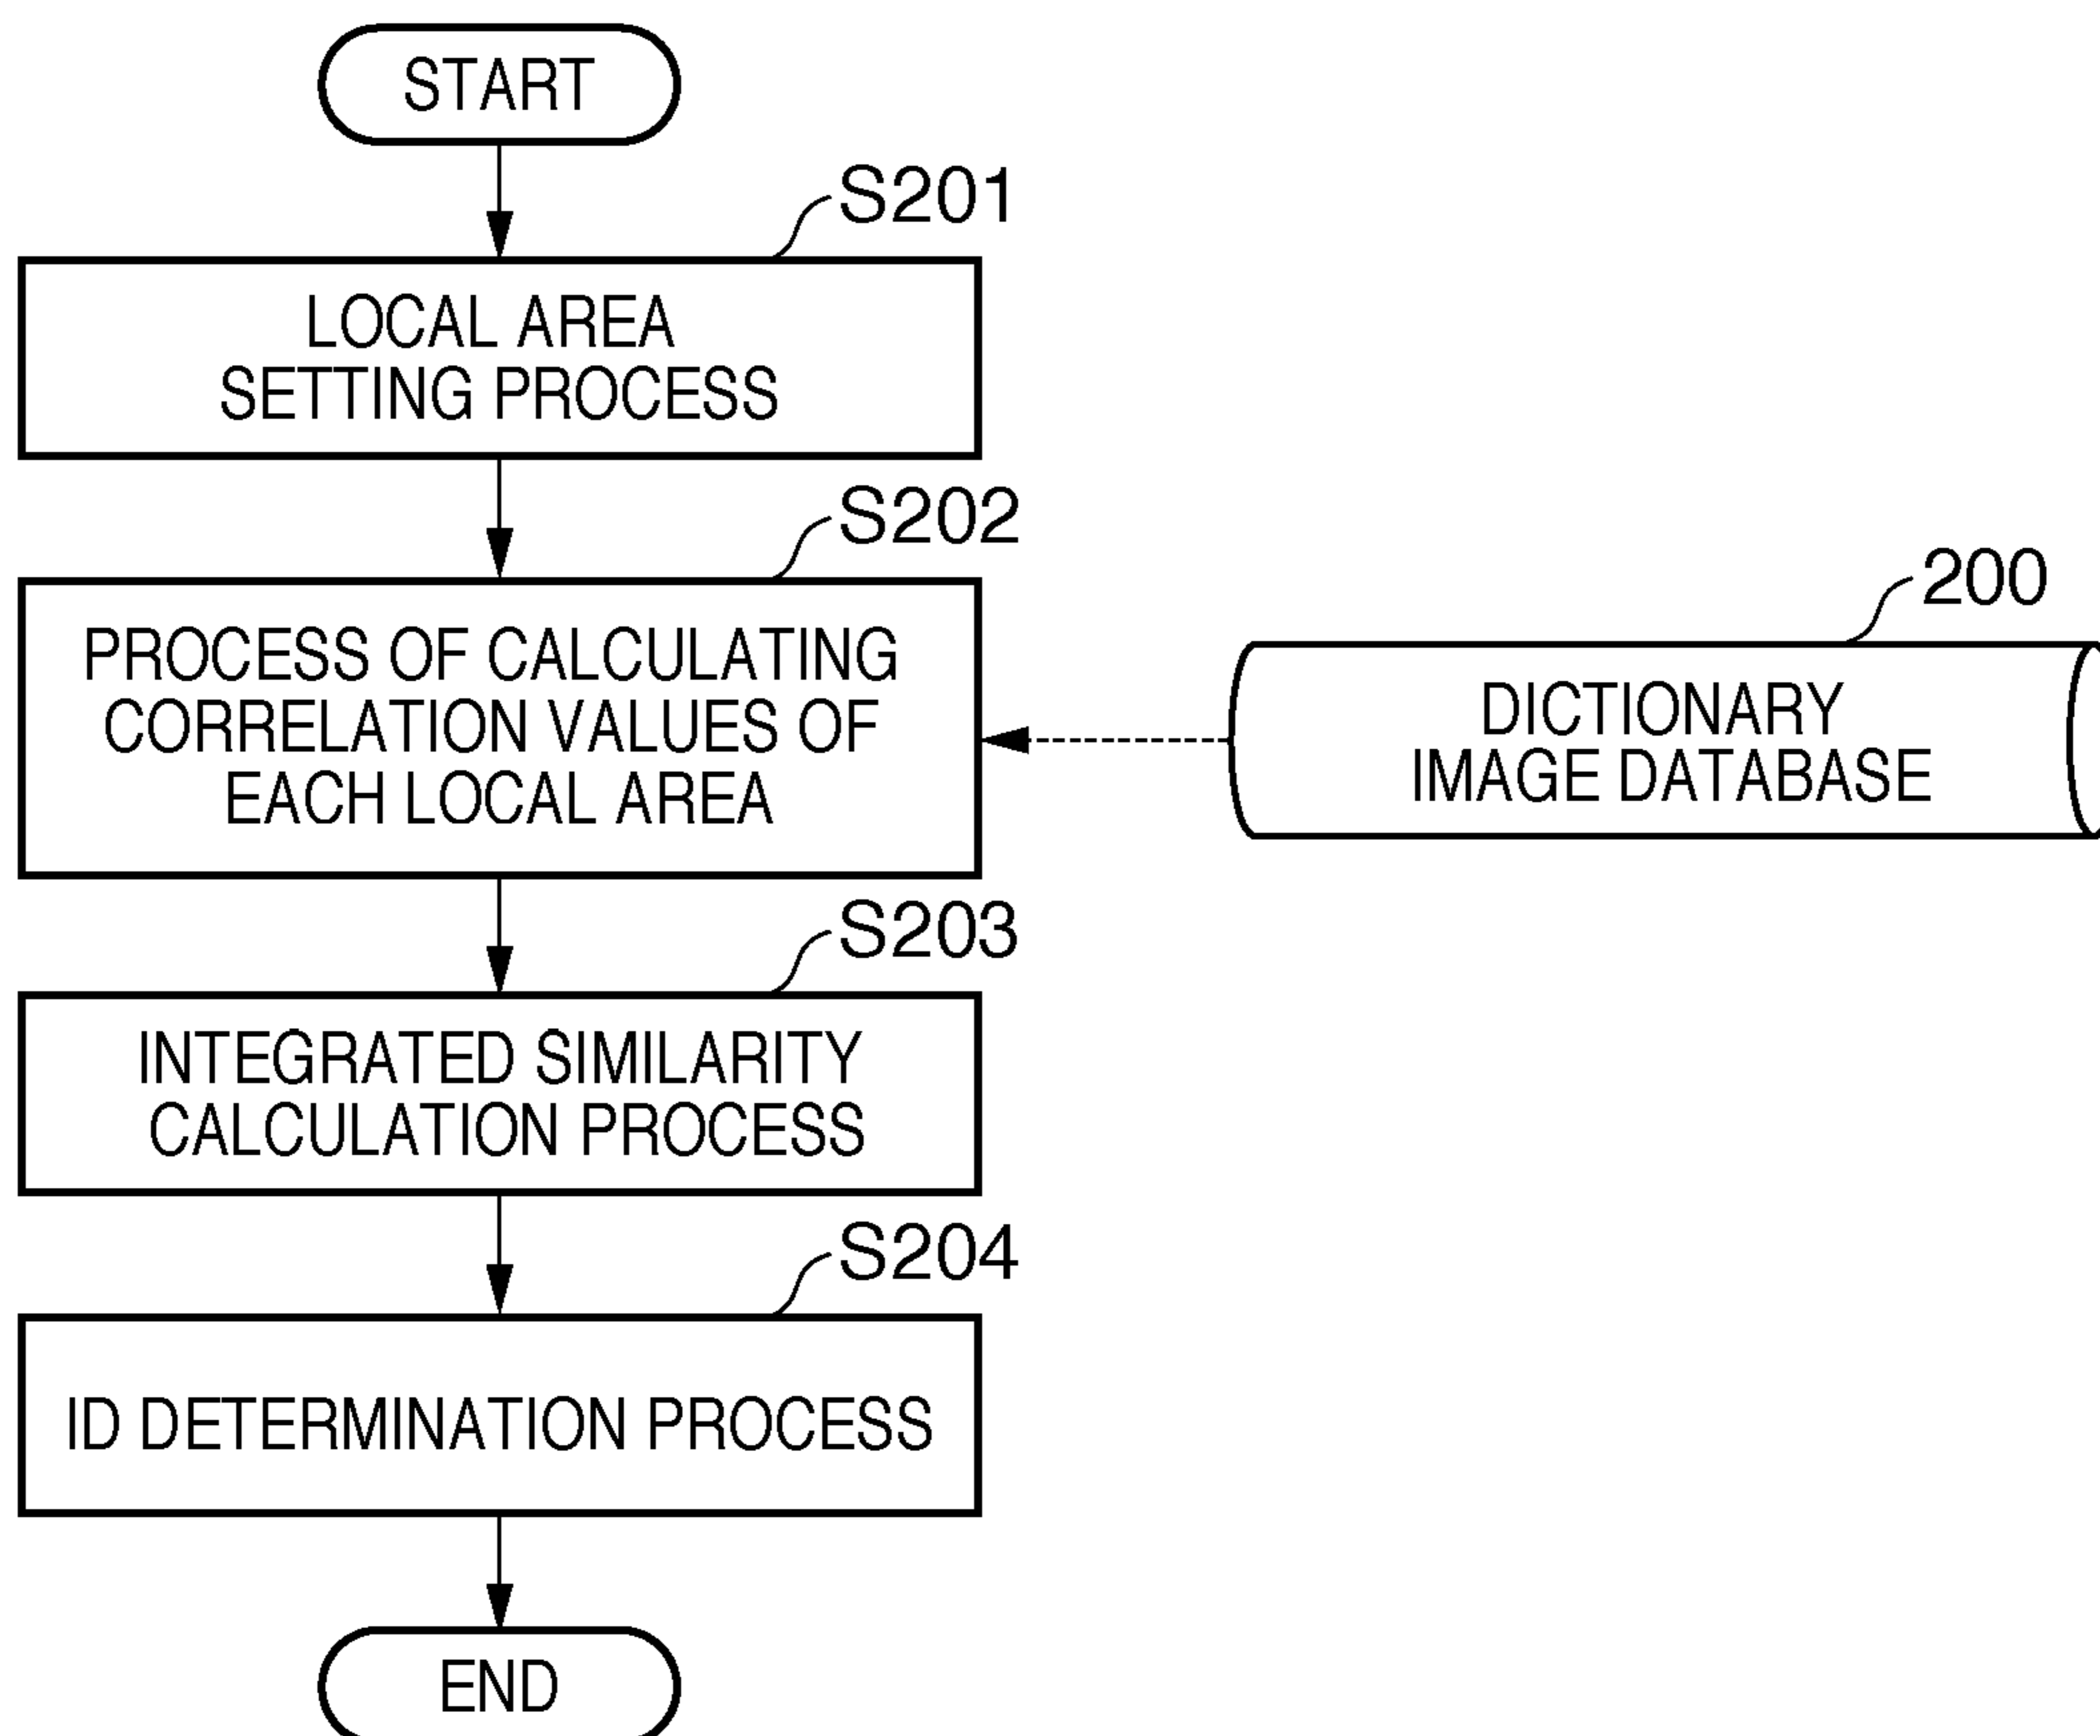 START
S201
LOCAL AREA
SETTING PROCESS
S202
PROCESS OF CALCULATING
CORRELATION VALUES OF
EACH LOCAL AREA
200
DICTIONARY
IMAGE DATABASE
S203
INTEGRATED SIMILARITY
CALCULATION PROCESS
S204
ID DETERMINATION PROCESS
END